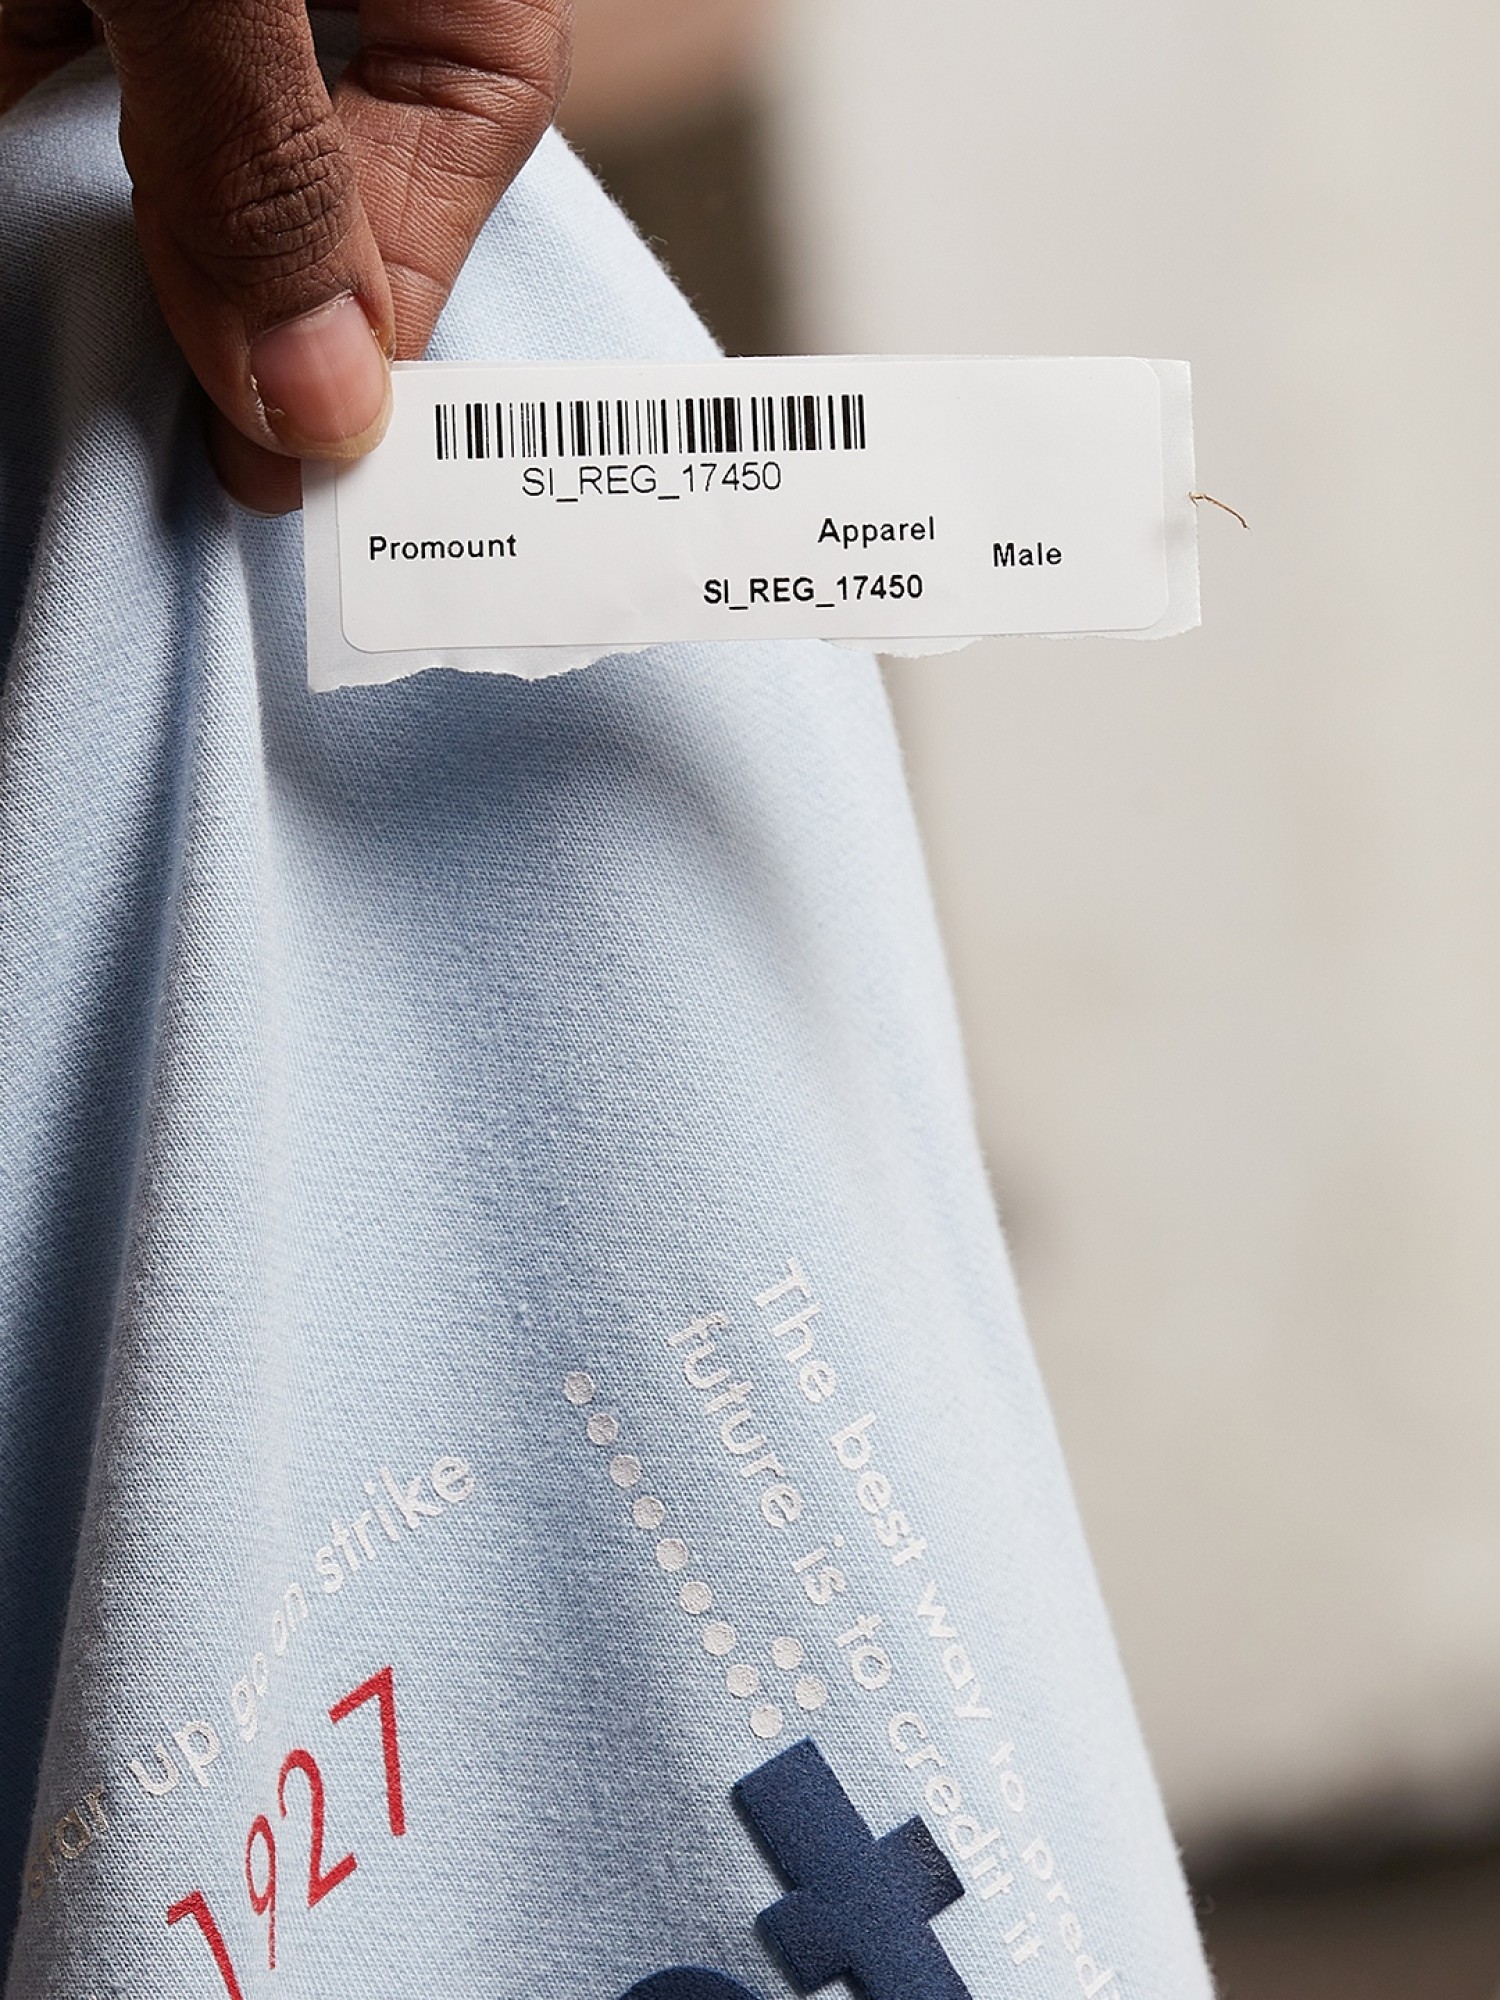 SI_REG_17450
Promount
Apparel
Male
SI_REG_17450
The best way to
future is to credit it
up go on strike
1927